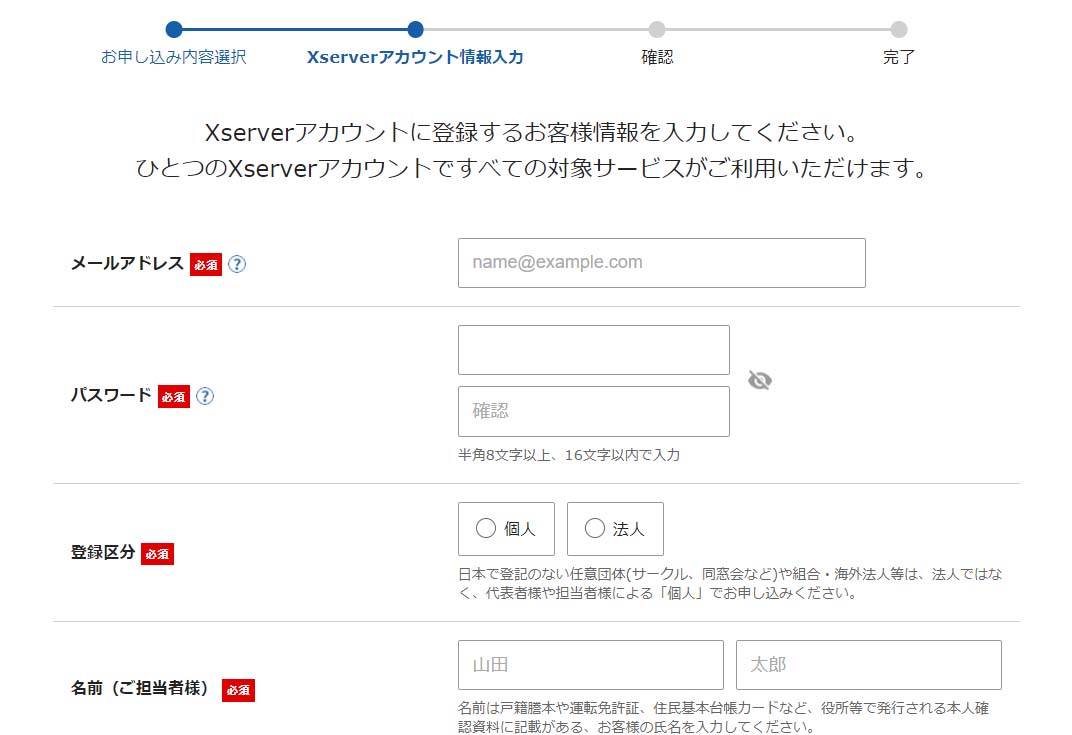 お申し込み内容選択 Xserverアカウント情報入力 確認 完了
Xserverアカウントに登録するお客様情報を入力してください。
ひとつのXserverアカウントですべての対象サービスがご利用いただけます。
メールアドレス 必須 ? name@example.com
パスワード 必須 ?
確認
半角8文字以上、16文字以内で入力
登録区分 必須 個人 法人
日本で登記のない任意団体(サークル、同窓会など)や組合・海外法人等は、法人ではな
く、代表者様や担当者様による「個人」でお申し込みください。
名前（ご担当者様） 必須 山田 太郎
名前は戸籍謄本や運転免許証、住民基本台帳カードなど、役所等で発行される本人確
認資料に記載がある、お客様の氏名を入力してください。